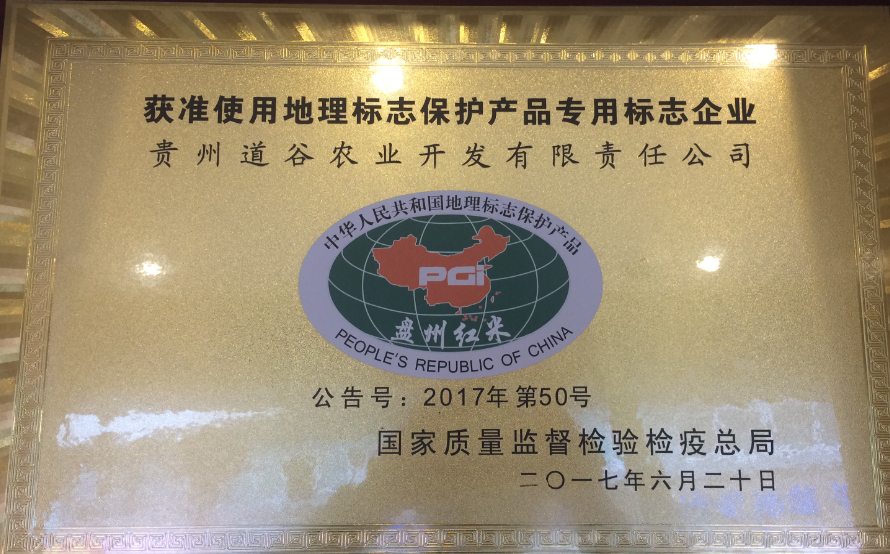 获准使用地理标志保护产品专用标志企业
贵州道谷农业开发有限责任公司
中华人民共和国地理标志保护产品
PGi
盘州红米
PEOPLE'S REPUBLIC OF CHINA
公告号：2017年 第50号
国家质量监督检验检疫总局
二〇一七年六月二十日